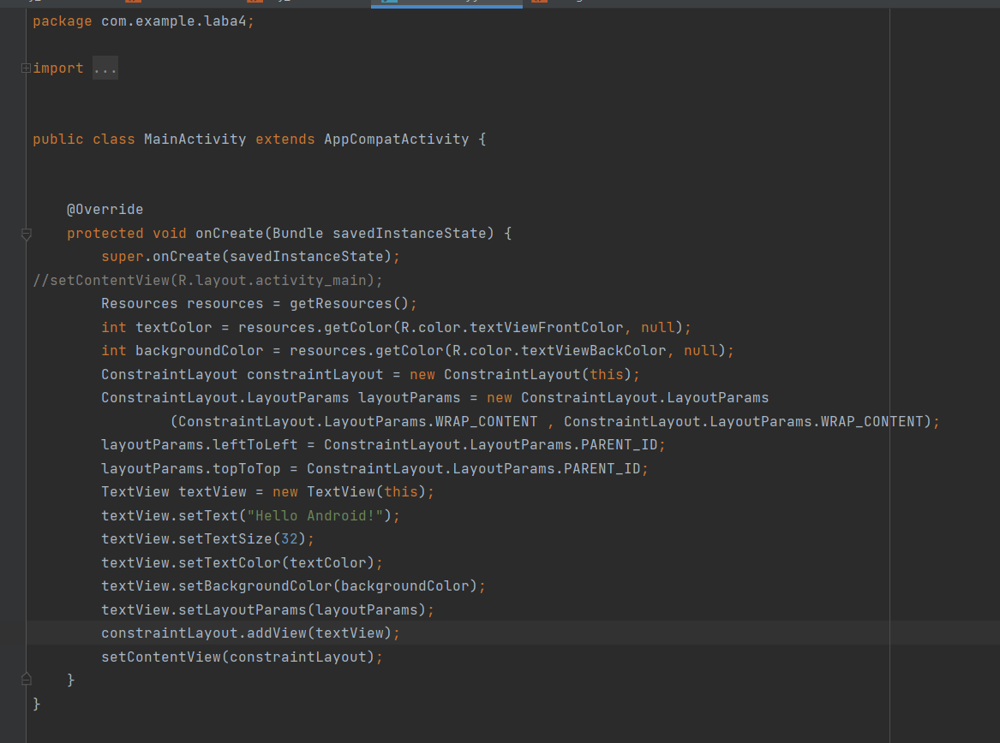 package com.example.laba4;
import ...
public class MainActivity extends AppCompatActivity {
@Override
protected void onCreate(Bundle savedInstanceState) {
super.onCreate(savedInstanceState);
//setContentView(R.layout.activity_main);
Resources resources = getResources();
int textColor = resources.getColor(R.color.textViewFrontColor, null);
int backgroundColor = resources.getColor(R.color.textViewBackColor, null);
ConstraintLayout constraintLayout = new ConstraintLayout(this);
ConstraintLayout.LayoutParams layoutParams = new ConstraintLayout.LayoutParams
(ConstraintLayout.LayoutParams.WRAP_CONTENT , ConstraintLayout.LayoutParams.WRAP_CONTENT);
layoutParams.leftToLeft = ConstraintLayout.LayoutParams.PARENT_ID;
layoutParams.topToTop = ConstraintLayout.LayoutParams.PARENT_ID;
TextView textView = new TextView(this);
textView.setText("Hello Android!");
textView.setTextSize(32);
textView.setTextColor(textColor);
textView.setBackgroundColor(backgroundColor);
textView.setLayoutParams(layoutParams);
constraintLayout.addView(textView);
setContentView(constraintLayout);
}
}